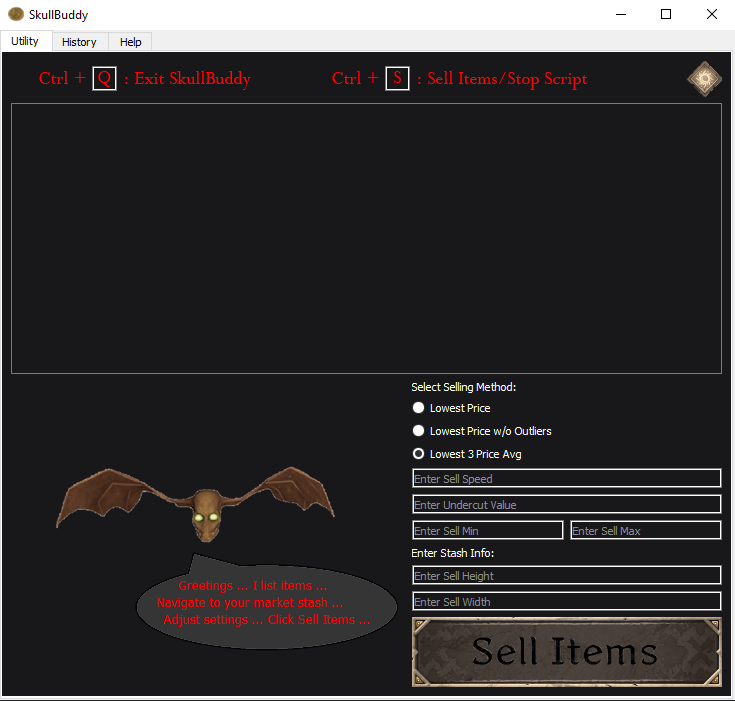 SkullBuddy
Utility History Help
Ctrl + Q : Exit SkullBuddy Ctrl + S : Sell Items/Stop Script
Select Selling Method:
Lowest Price
Lowest Price w/o Outliers
Lowest 3 Price Avg
Enter Sell Speed
Enter Undercut Value
Enter Sell Min Enter Sell Max
Enter Stash Info:
Enter Sell Height
Enter Sell Width
Greetings ... I list items ...
Navigate to your market stash ...
Adjust settings ... Click Sell Items ...
Sell Items